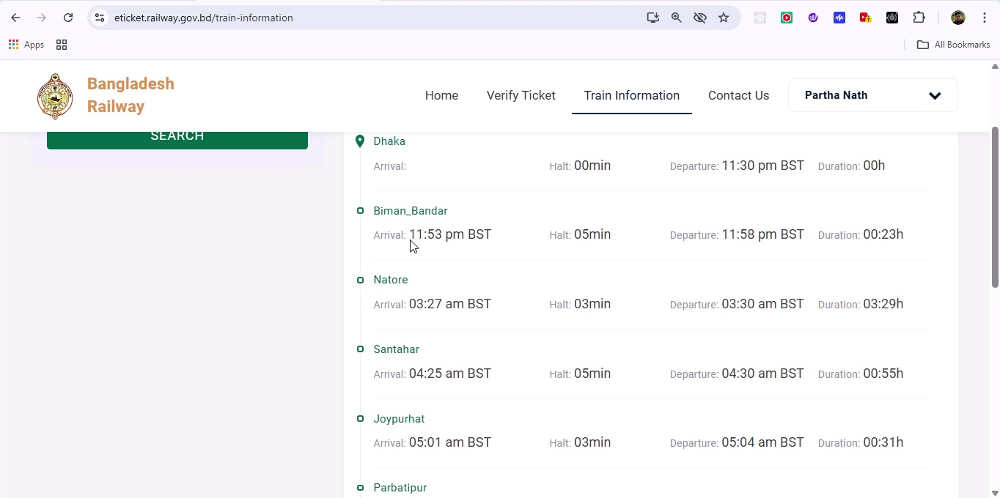 eticket.railway.gov.bd/train-information
Apps
All Bookmarks
Bangladesh
Railway
Home Verify Ticket Train Information Contact Us Partha Nath
SEARCH
Dhaka
Arrival: Halt: 00min Departure: 11:30 pm BST Duration: 00h
Biman_Bandar
Arrival: 11:53 pm BST Halt: 05min Departure: 11:58 pm BST Duration: 00:23h
Natore
Arrival: 03:27 am BST Halt: 03min Departure: 03:30 am BST Duration: 03:29h
Santahar
Arrival: 04:25 am BST Halt: 05min Departure: 04:30 am BST Duration: 00:55h
Joypurhat
Arrival: 05:01 am BST Halt: 03min Departure: 05:04 am BST Duration: 00:31h
Parbatipur